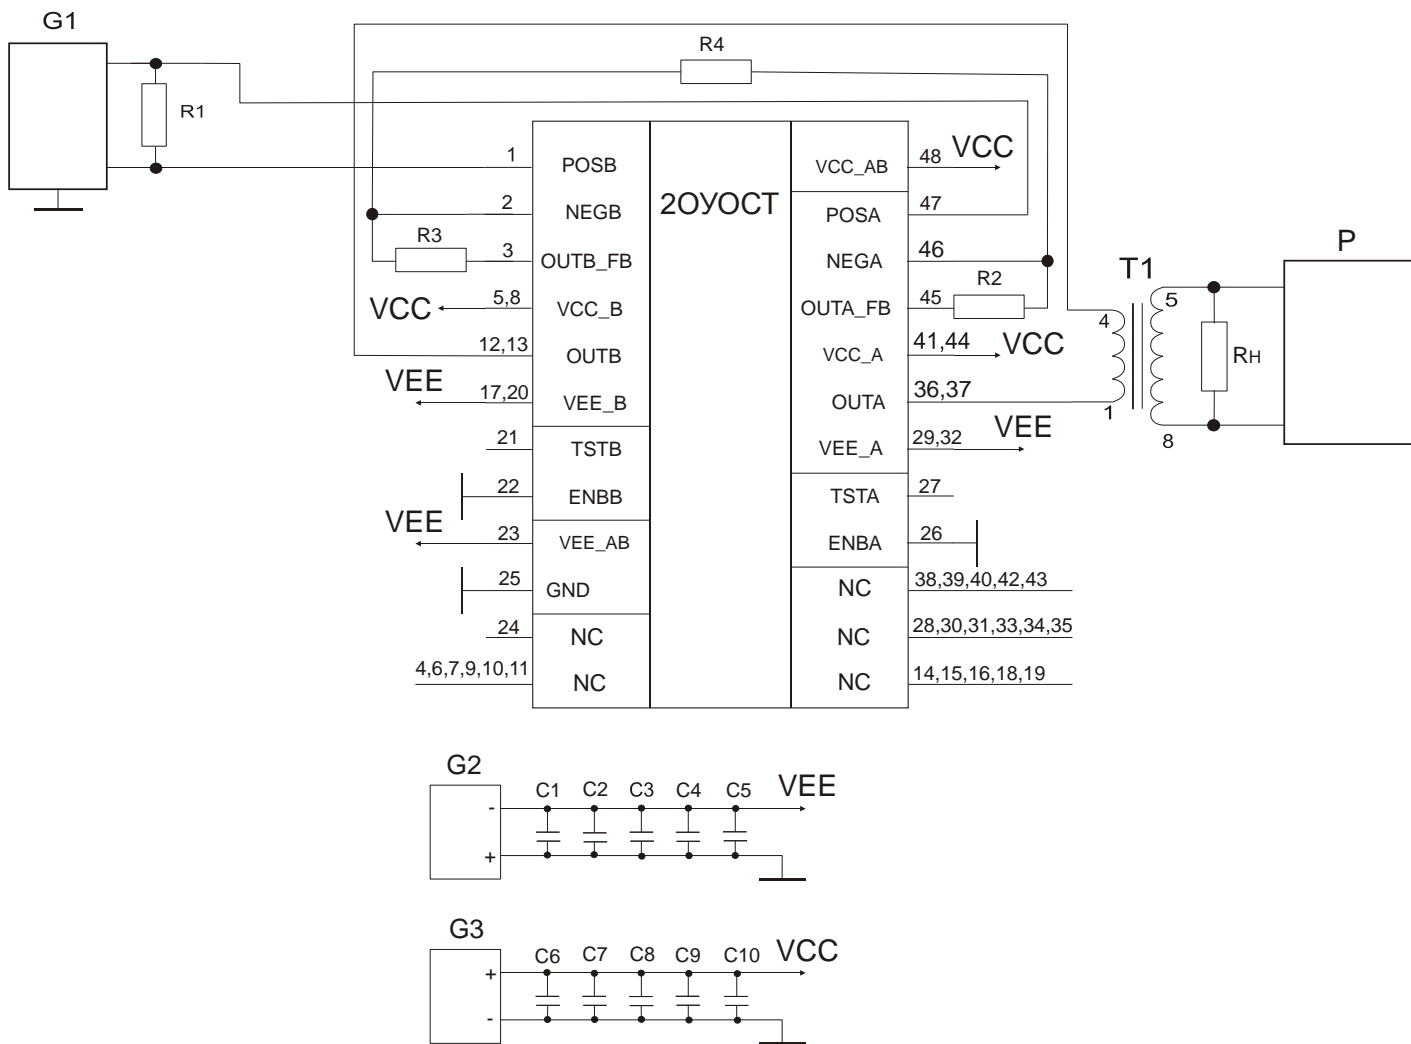 G1
R4
R1
1
POSB
2ОУОСТ
VCC_AB
48
VCC
2
NEGB
POSA
47
R3
3
OUTB_FB
NEGA
46
P
VCC
5,8
VCC_B
OUTA_FB
45
R2
T1
4
5
12,13
OUTB
VCC_A
41,44
VCC
RH
VEE
17,20
VEE_B
OUTA
36,37
1
8
21
TSTB
VEE_A
29,32
VEE
22
ENBB
TSTA
27
VEE
23
VEE_AB
ENBA
26
25
GND
NC
38,39,40,42,43
24
NC
NC
28,30,31,33,34,35
4,6,7,9,10,11
NC
NC
14,15,16,18,19
G2
C1 C2 C3 C4 C5
VEE
-
+
G3
C6 C7 C8 C9 C10
VCC
+
-